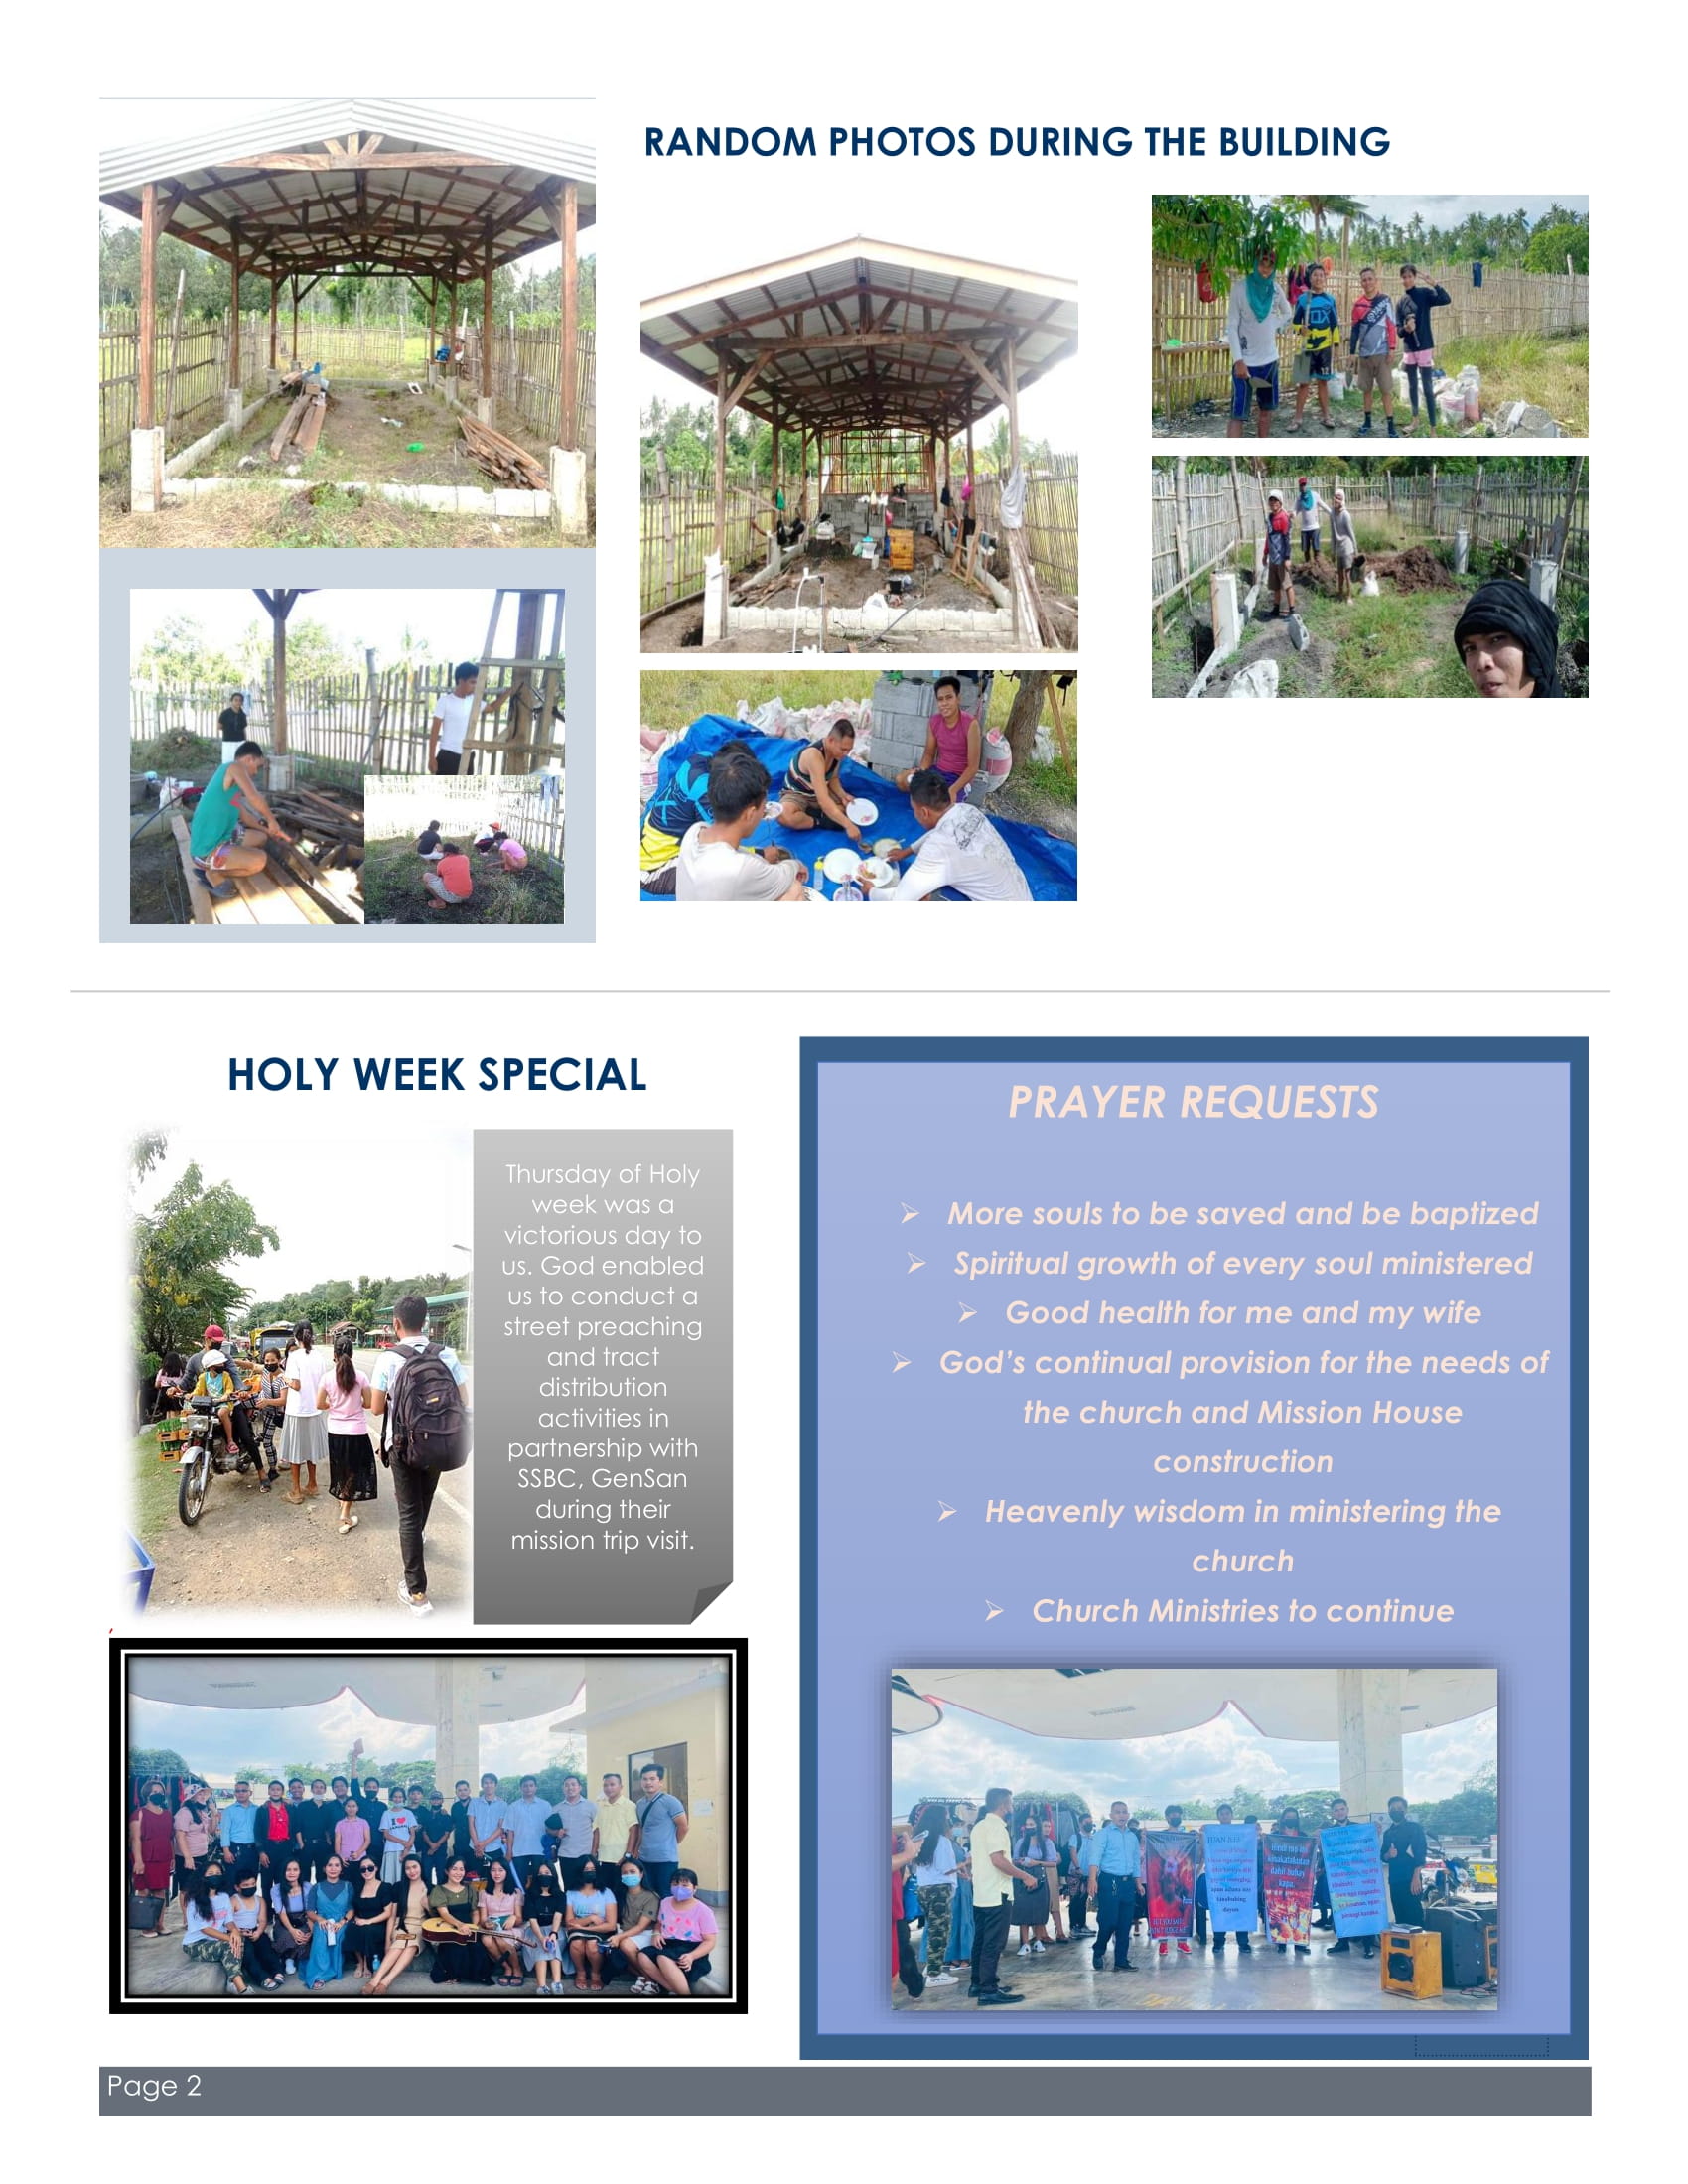 RANDOM PHOTOS DURING THE BUILDING
HOLY WEEK SPECIAL
Thursday of Holy
week was a
victorious day to
us. God enabled
us to conduct a
street preaching
and tract
distribution
activities in
partnership with
SSBC, GenSan
during their
mission trip visit.
PRAYER REQUESTS
➢ More souls to be saved and be baptized
➢ Spiritual growth of every soul ministered
➢ Good health for me and my wife
➢ God’s continual provision for the needs of
the church and Mission House
construction
➢ Heavenly wisdom in ministering the
church
➢ Church Ministries to continue
Page 2